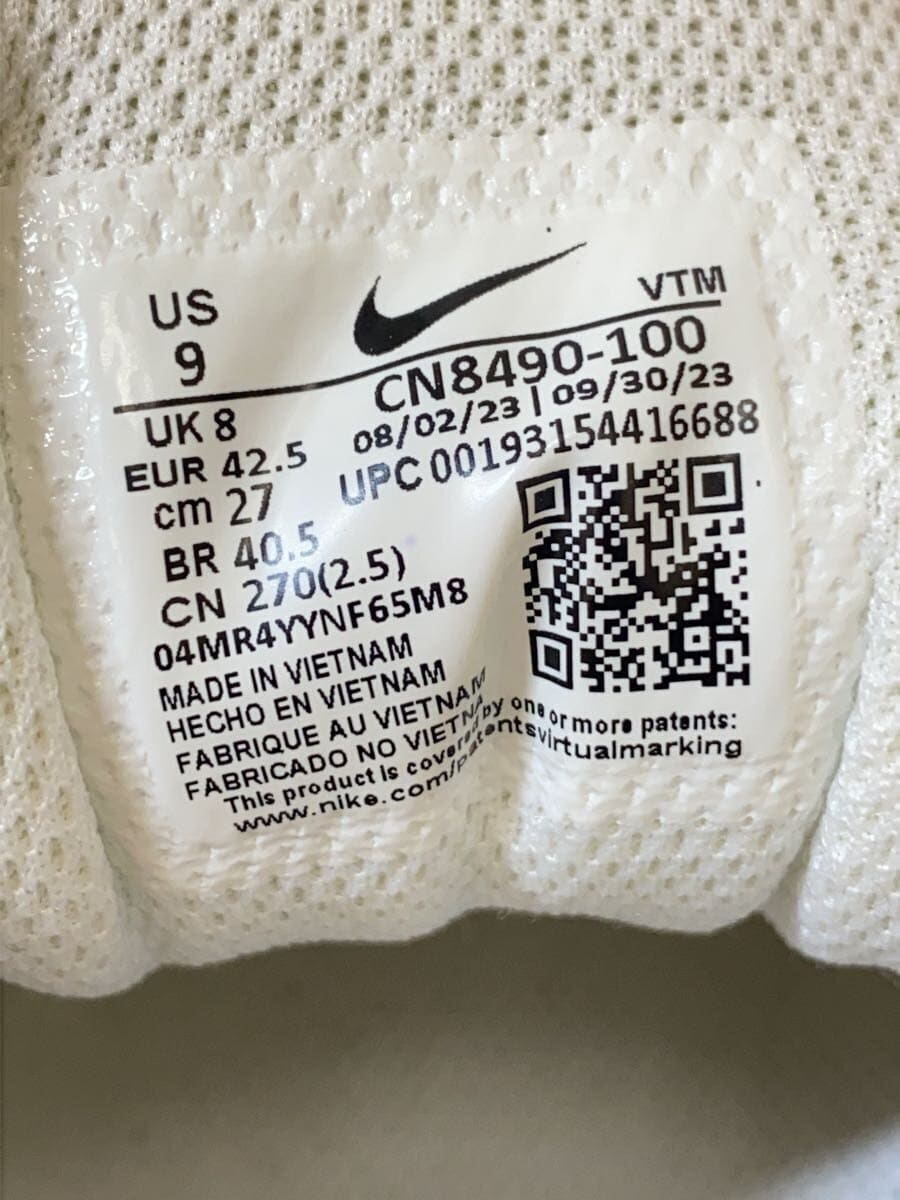 US
9
VTM
CN8490-100
08/02/23 | 09/30/23
UPC 00193154416688
UK 8
EUR 42.5
cm 27
BR 40.5
CN 270(2.5)
04MR4YYNF65M8
MADE IN VIETNAM
HECHO EN VIETNAM
FABRIQUE AU VIETNAM
FABRICADO NO VIETNA
This product is covered by one or more patents:
www.nike.com/patentsvirtualmarking